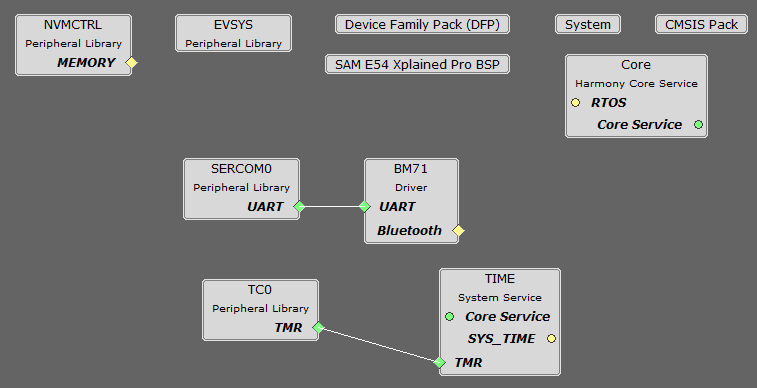 NVMCTRL
Peripheral Library
MEMORY
EVSYS
Peripheral Library
Device Family Pack (DFP)
System
CMSIS Pack
SAM E54 Xplained Pro BSP
Core
Harmony Core Service
RTOS
Core Service
SERCOM0
Peripheral Library
UART
BM71
Driver
UART
Bluetooth
TC0
Peripheral Library
TMR
TIME
System Service
Core Service
SYS_TIME
TMR